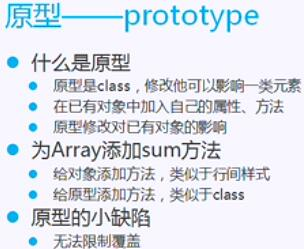 原型——prototype
什么是原型
原型是class，修改他可以影响一类元素
在已有对象中加入自己的属性、方法
原型修改对已有对象的影响
为Array添加sum方法
给对象添加方法，类似于行间样式
给原型添加方法，类似于class
原型的小缺陷
无法限制覆盖